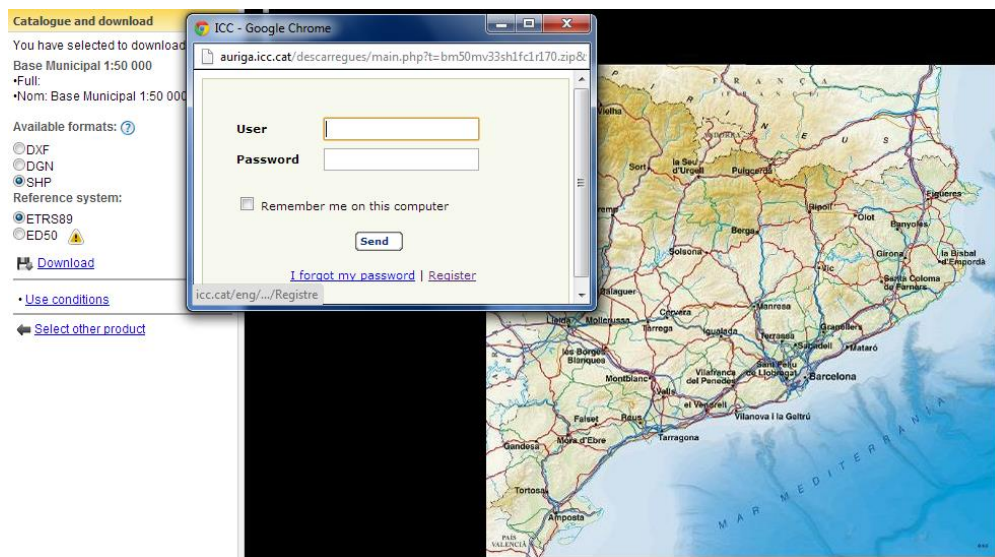 Catalogue and download
You have selected to download
Base Municipal 1:50 000
•Full:
•Nom: Base Municipal 1:50 000
Available formats: (?)
DXF
DGN
SHP
Reference system:
ETRS89
ED50
Download
• Use conditions
Select other product
ICC - Google Chrome
auriga.icc.cat/descarregues/main.php?t=bm50mv33sh1fc1r170.zip&
User
Password
Remember me on this computer
Send
I forgot my password | Register
icc.cat/eng/.../Registre
FRANÇA
Vielha
PIRINEUS
ANDORRA
Sort
la Seu
d'Urgell
Puigcerdà
Figueres
Ripoll
Olot
Banyoles
Berga
Solsona
Girona
la Bisbal
d'Empordà
Vic
Santa Coloma
de Farners
Balaguer
Manresa
Cervera
Lleida
Mollerussa
Tàrrega
Igualada
Terrassa
Granollers
Sabadell
Mataró
les Borges
Blanques
Sant Feliu
de Llobregat
Barcelona
Montblanc
Vilafranca
del Penedès
Valls
el Vendrell
Vilanova i la Geltrú
Falset
Reus
Gandesa
Móra d'Ebre
Tarragona
Tortosa
MAR MEDITERRÀNIA
Amposta
PAÍS
VALENCIÀ